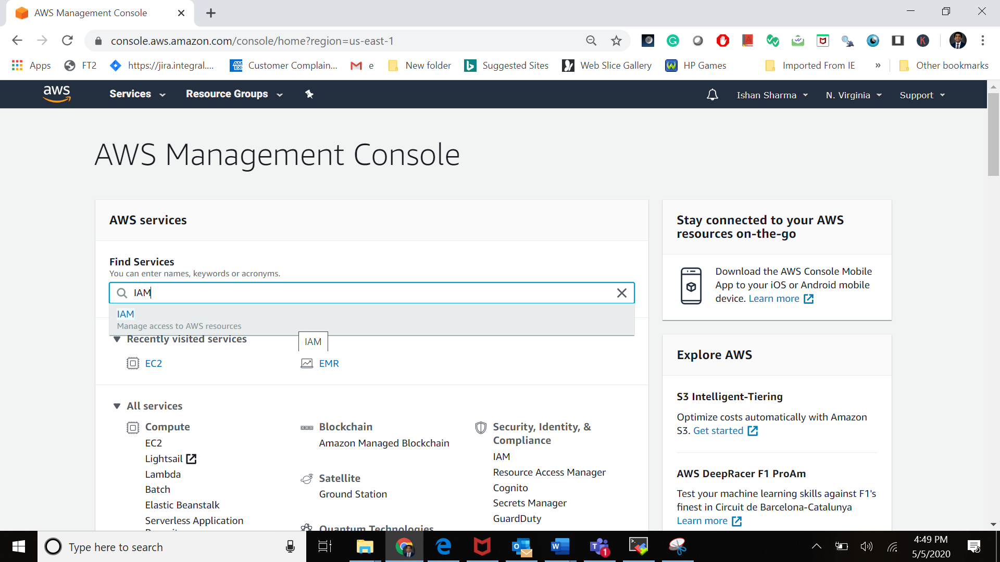 AWS Management Console
console.aws.amazon.com/console/home?region=us-east-1
Apps
FT2
https://jira.integral....
AM
EX
Customer Complain...
e
New folder
Suggested Sites
Web Slice Gallery
HP Games
Imported From IE
»
Other bookmarks
aws
Services
Resource Groups
Ishan Sharma
N. Virginia
Support
AWS Management Console
AWS services
Find Services
You can enter names, keywords or acronyms.
IAM
IAM
Manage access to AWS resources
Recently visited services
IAM
EC2
EMR
All services
Compute
EC2
Lightsail
Lambda
Batch
Elastic Beanstalk
Serverless Application
Blockchain
Amazon Managed Blockchain
Satellite
Ground Station
Quantum Technologies
Security, Identity, &
Compliance
IAM
Resource Access Manager
Cognito
Secrets Manager
GuardDuty
Stay connected to your AWS
resources on-the-go
Download the AWS Console Mobile
App to your iOS or Android mobile
device. Learn more
Explore AWS
S3 Intelligent-Tiering
Optimize costs automatically with Amazon
S3. Get started
AWS DeepRacer F1 ProAm
Test your machine learning skills against F1's
finest in Circuit de Barcelona-Catalunya
Learn more
Type here to search
4:49 PM
5/5/2020